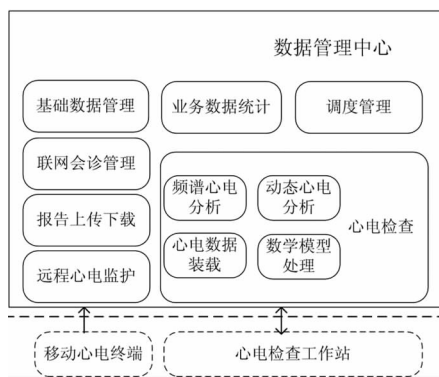 数据管理中心
基础数据管理
业务数据统计
调度管理
联网会诊管理
报告上传下载
远程心电监护
频谱心电
分析
动态心电
分析
心电数据
装载
数学模型
处理
心电检查
移动心电终端
心电检查工作站